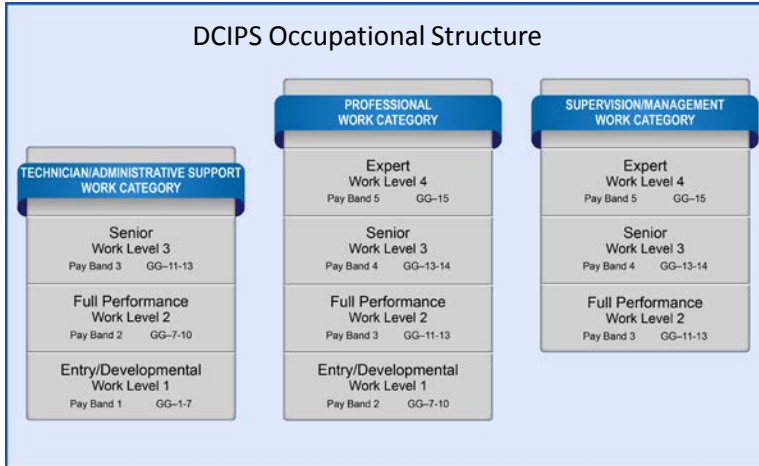 DCIPS Occupational Structure
TECHNICIAN/ADMINISTRATIVE SUPPORT
WORK CATEGORY
Senior
Work Level 3
Pay Band 3 GG–11-13
Full Performance
Work Level 2
Pay Band 2 GG–7-10
Entry/Developmental
Work Level 1
Pay Band 1 GG–1-7
PROFESSIONAL
WORK CATEGORY
Expert
Work Level 4
Pay Band 5 GG–15
Senior
Work Level 3
Pay Band 4 GG–13-14
Full Performance
Work Level 2
Pay Band 3 GG–11-13
Entry/Developmental
Work Level 1
Pay Band 2 GG–7-10
SUPERVISION/MANAGEMENT
WORK CATEGORY
Expert
Work Level 4
Pay Band 5 GG–15
Senior
Work Level 3
Pay Band 4 GG–13-14
Full Performance
Work Level 2
Pay Band 3 GG–11-13